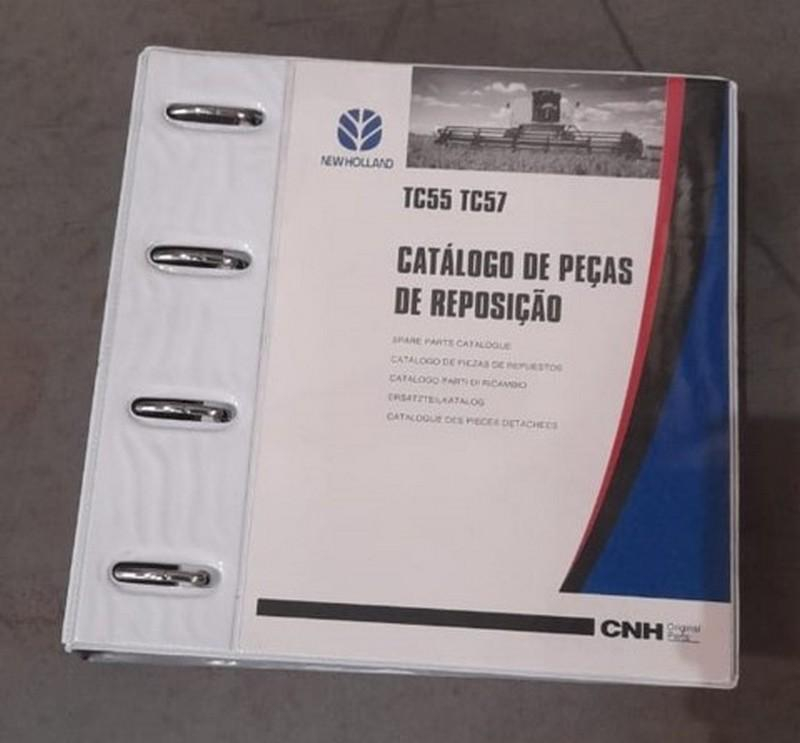 NEW HOLLAND
TC55 TC57
CATÁLOGO DE PEÇAS
DE REPOSIÇÃO
SPARE PARTS CATALOGUE
CATALOGO DE PIEZAS DE REPUESTOS
CATALOGO PARTI DI RICAMBIO
ERSATZTEILKATALOG
CATALOGUE DES PIECES DETACHEES
CNH Original
Parts